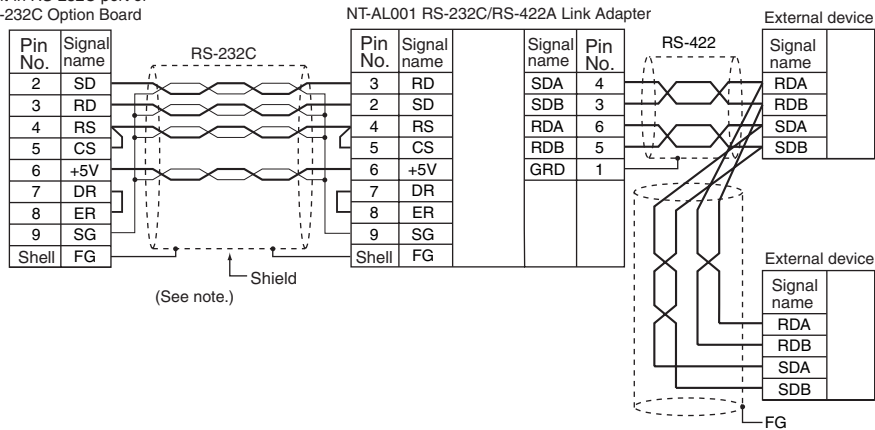 -232C Option Board
NT-AL001 RS-232C/RS-422A Link Adapter
External device
Pin No. Signal name
RS-232C
Pin No. Signal name
Signal name Pin No.
RS-422
Signal name
2 SD 3 RD SDA 4 RDA
3 RD 2 SD SDB 3 RDB
4 RS 4 RS RDA 6 SDA
5 CS 5 CS RDB 5 SDB
6 +5V 6 +5V GRD 1
7 DR 7 DR
8 ER 8 ER
9 SG 9 SG
Shell FG Shell FG
Shield
(See note.)
External device
Signal name
RDA
RDB
SDA
SDB
FG